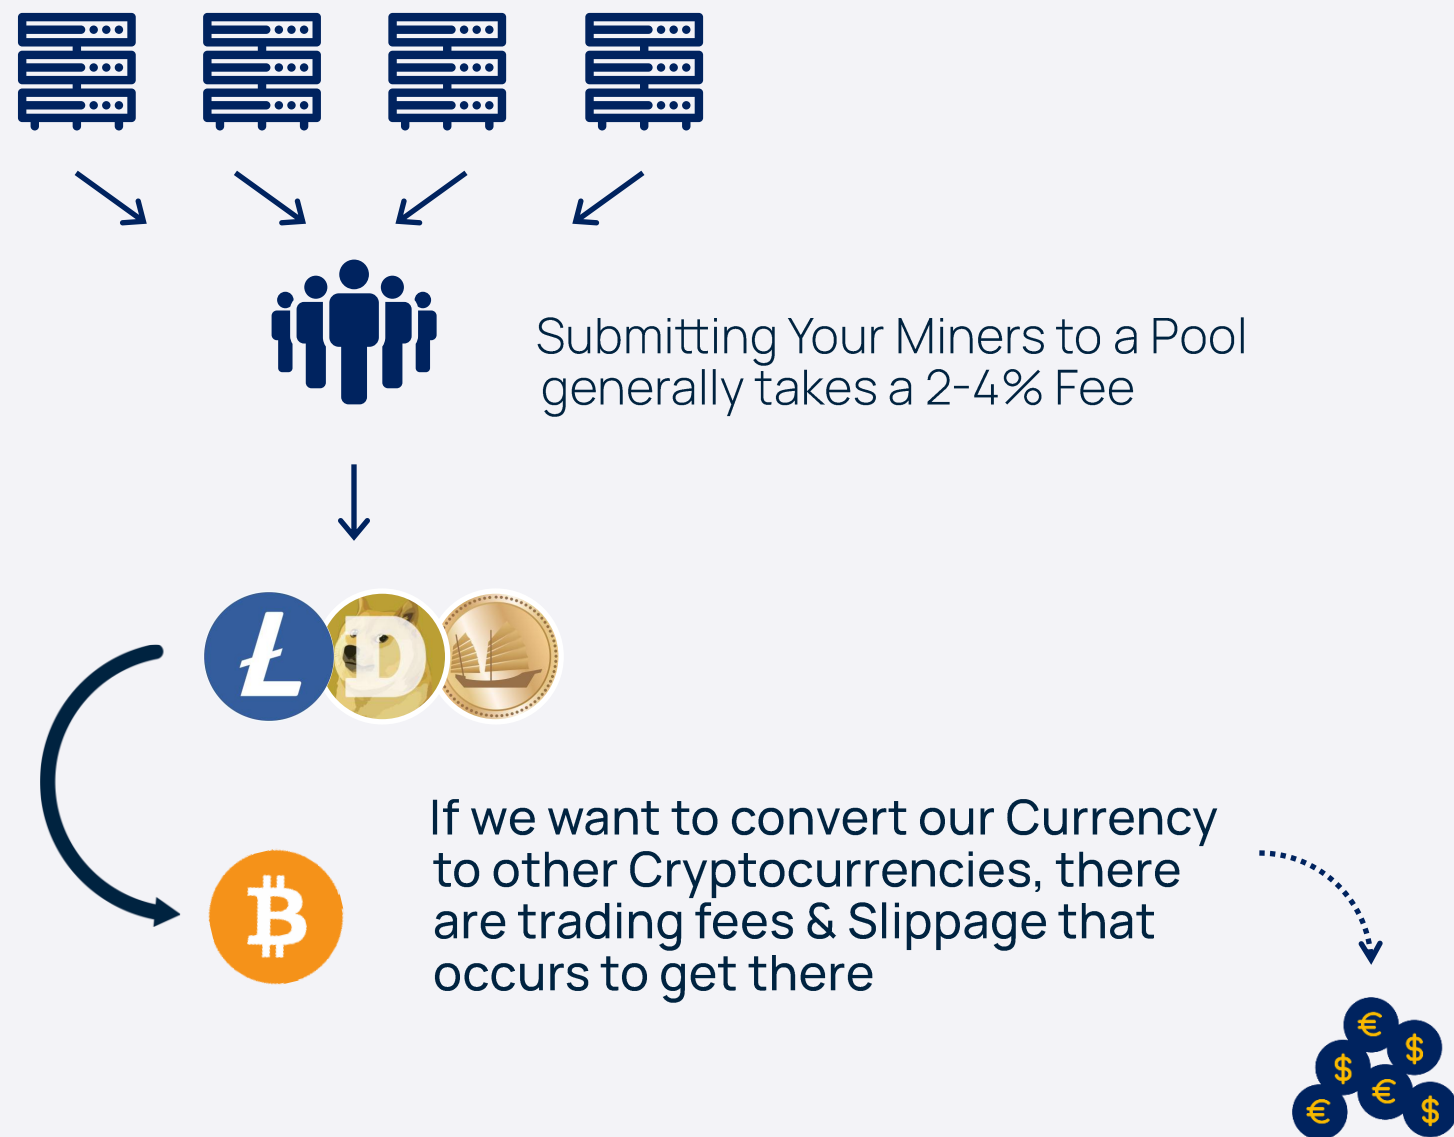 Submitting Your Miners to a Pool
generally takes a 2-4% Fee
If we want to convert our Currency
to other Cryptocurrencies, there
are trading fees & Slippage that
occurs to get there
€
$
$
€
€
$